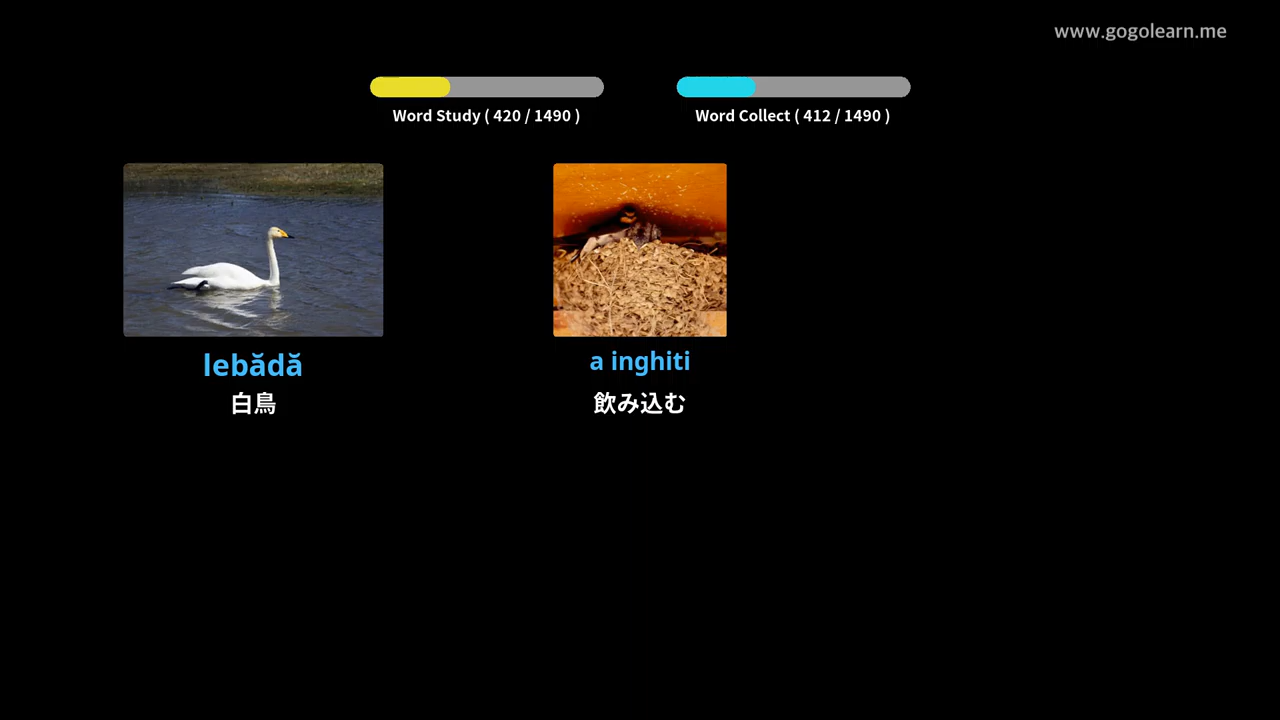 www.gogolearn.me
Word Study ( 420 / 1490 )
Word Collect ( 412 / 1490 )
lebădă
a inghiti
白鳥
飲み込む